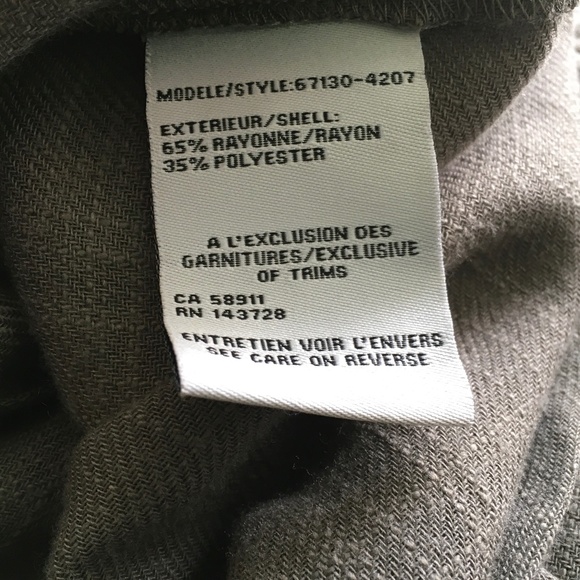 MODELE/STYLE:67130-4207
EXTERIEUR/SHELL:
65% RAYONNE/RAYON
35% POLYESTER
A L'EXCLUSION DES
GARNITURES/EXCLUSIVE
OF TRIMS
CA 58911
RN 143728
ENTRETIEN VOIR L'ENVERS
SEE CARE ON REVERSE